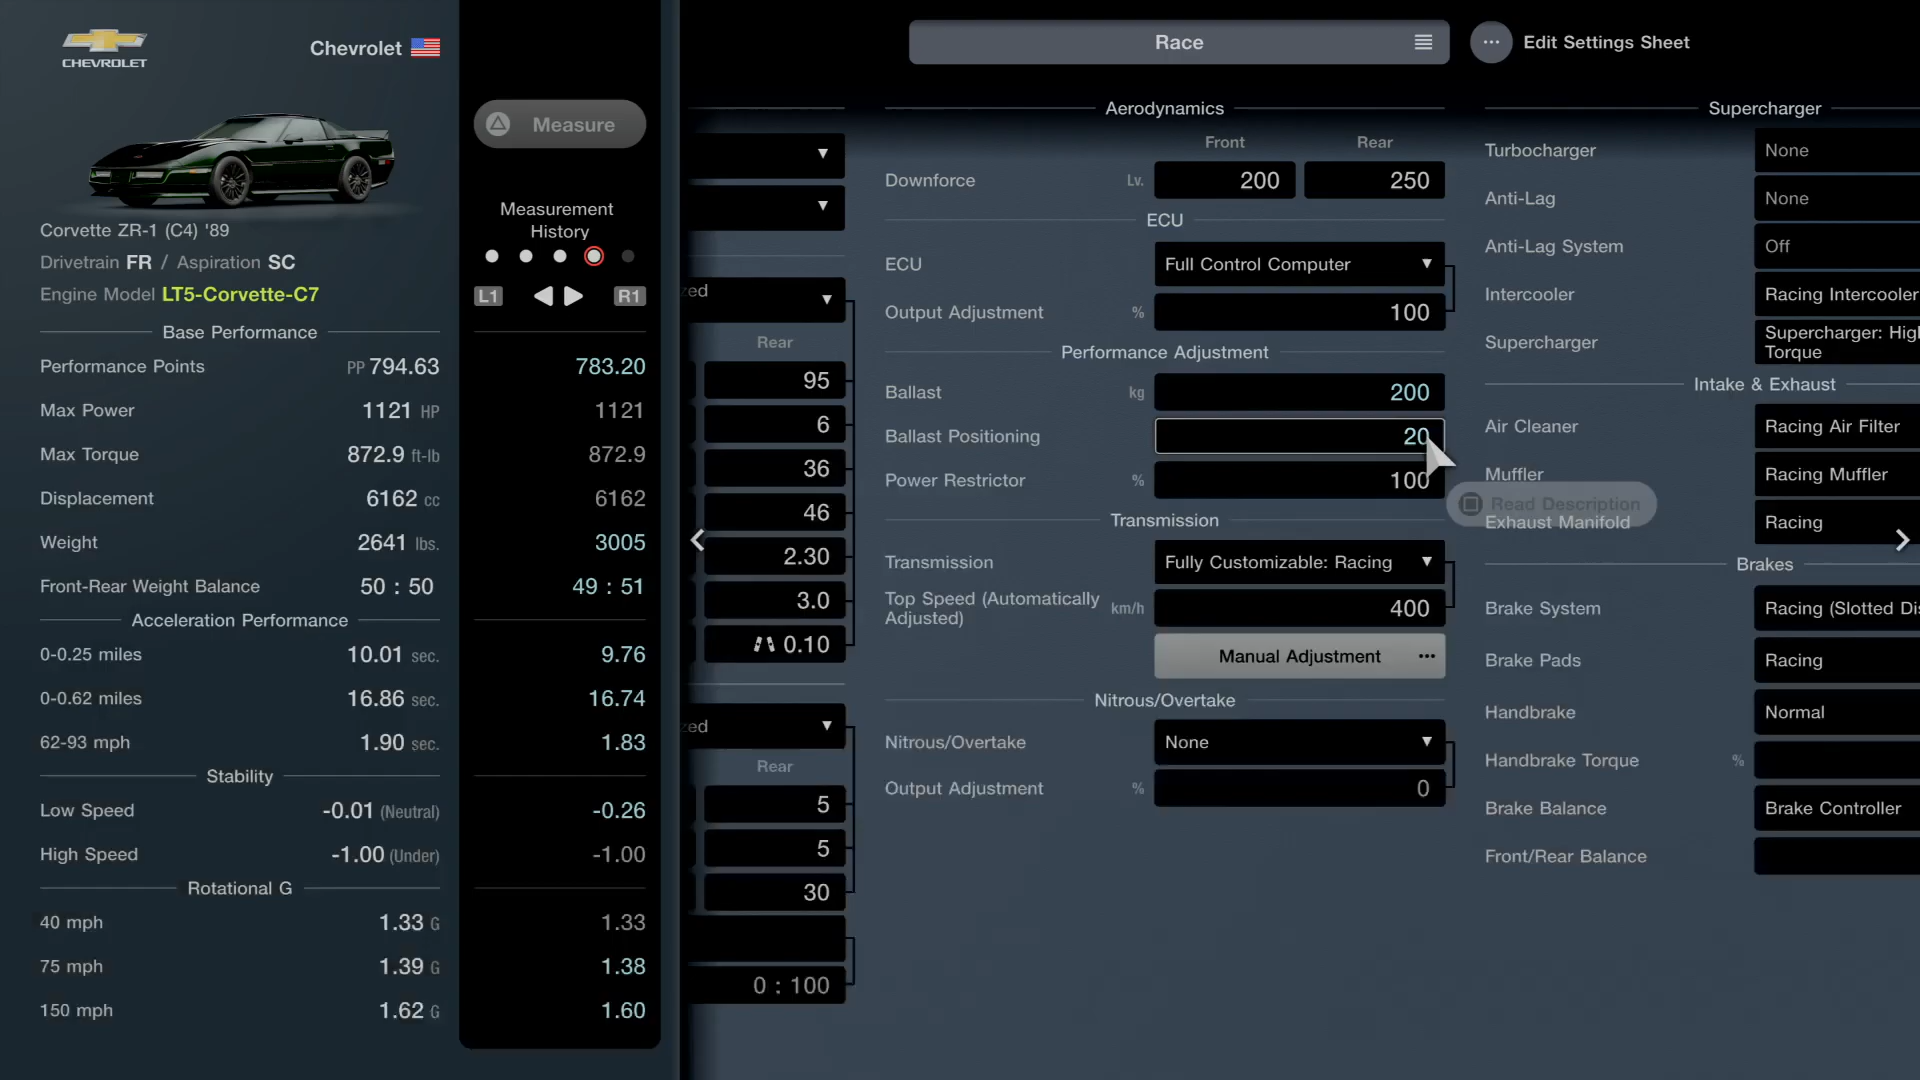 CHEVROLET
Chevrolet
Corvette ZR-1 (C4) '89
Drivetrain FR / Aspiration SC
Engine Model LT5-Corvette-C7
Base Performance
Performance Points PP 794.63
Max Power 1121 HP
Max Torque 872.9 ft-lb
Displacement 6162 cc
Weight 2641 lbs.
Front-Rear Weight Balance 50 : 50
Acceleration Performance
0-0.25 miles 10.01 sec.
0-0.62 miles 16.86 sec.
62-93 mph 1.90 sec.
Stability
Low Speed -0.01 (Neutral)
High Speed -1.00 (Under)
Rotational G
40 mph 1.33 G
75 mph 1.39 G
150 mph 1.62 G
Measure
Measurement
History
L1 R1
783.20
1121
872.9
6162
3005
49 : 51
9.76
16.74
1.83
-0.26
-1.00
1.33
1.38
1.60
zed
Rear
95
6
36
46
2.30
3.0
0.10
zed
Rear
5
5
30
0 : 100
Race
Edit Settings Sheet
Aerodynamics
Front Rear
Downforce Lv. 200 250
ECU
ECU Full Control Computer
Output Adjustment % 100
Performance Adjustment
Ballast kg 200
Ballast Positioning 20
Power Restrictor % 100
Transmission
Transmission Fully Customizable: Racing
Top Speed (Automatically
Adjusted) km/h 400
Manual Adjustment
Nitrous/Overtake
Nitrous/Overtake None
Output Adjustment % 0
Supercharger
Turbocharger None
Anti-Lag None
Anti-Lag System Off
Intercooler Racing Intercooler
Supercharger Supercharger: High
Torque
Intake & Exhaust
Air Cleaner Racing Air Filter
Muffler Racing Muffler
Read Description
Exhaust Manifold Racing
Brakes
Brake System Racing (Slotted Dis
Brake Pads Racing
Handbrake Normal
Handbrake Torque %
Brake Balance Brake Controller
Front/Rear Balance